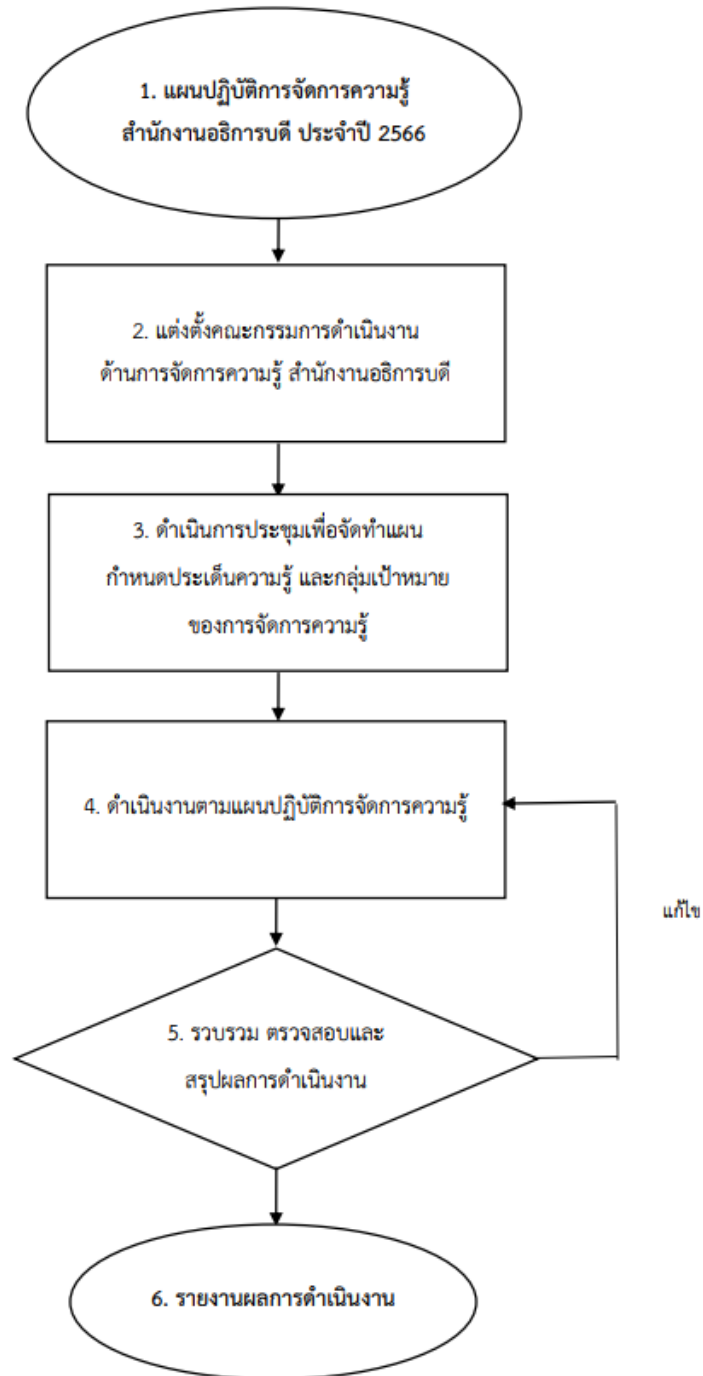 1. แผนปฏิบัติการจัดการความรู้
สำนักงานอธิการบดี ประจำปี 2566
2. แต่งตั้งคณะกรรมการดำเนินงาน
ด้านการจัดการความรู้ สำนักงานอธิการบดี
3. ดำเนินการประชุมเพื่อจัดทำแผน
กำหนดประเด็นความรู้ และกลุ่มเป้าหมาย
ของการจัดการความรู้
4. ดำเนินงานตามแผนปฏิบัติการจัดการความรู้
แก้ไข
5. รวบรวม ตรวจสอบและ
สรุปผลการดำเนินงาน
6. รายงานผลการดำเนินงาน